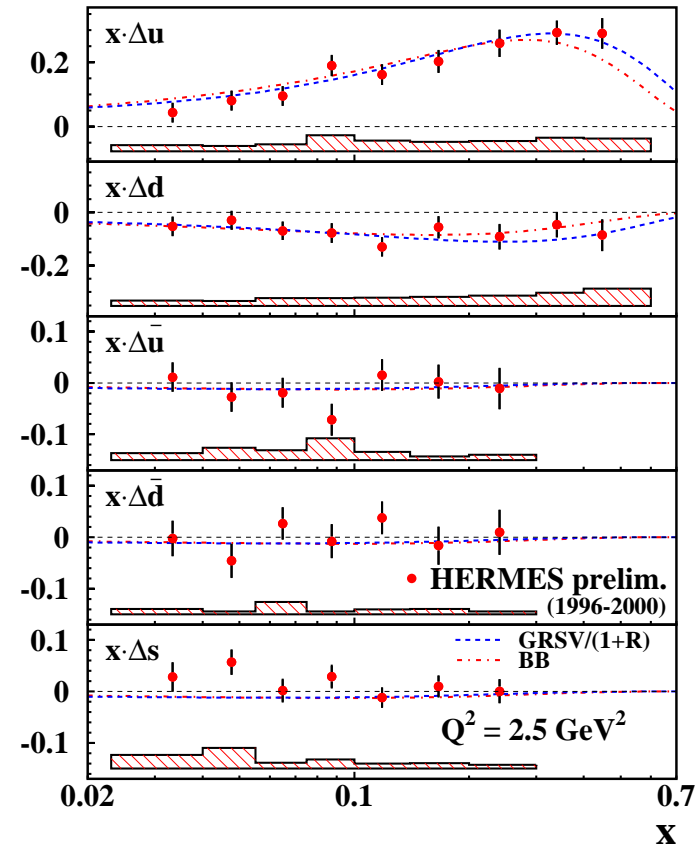 x·Δu
0.2
0
x·Δd
0
-0.2
x·Δū
0.1
0
-0.1
x·Δd̄
0.1
0
-0.1
HERMES prelim.
(1996-2000)
x·Δs
GRSV/(1+R)
BB
0.1
0
-0.1
Q² = 2.5 GeV²
0.02 0.1 0.7
x